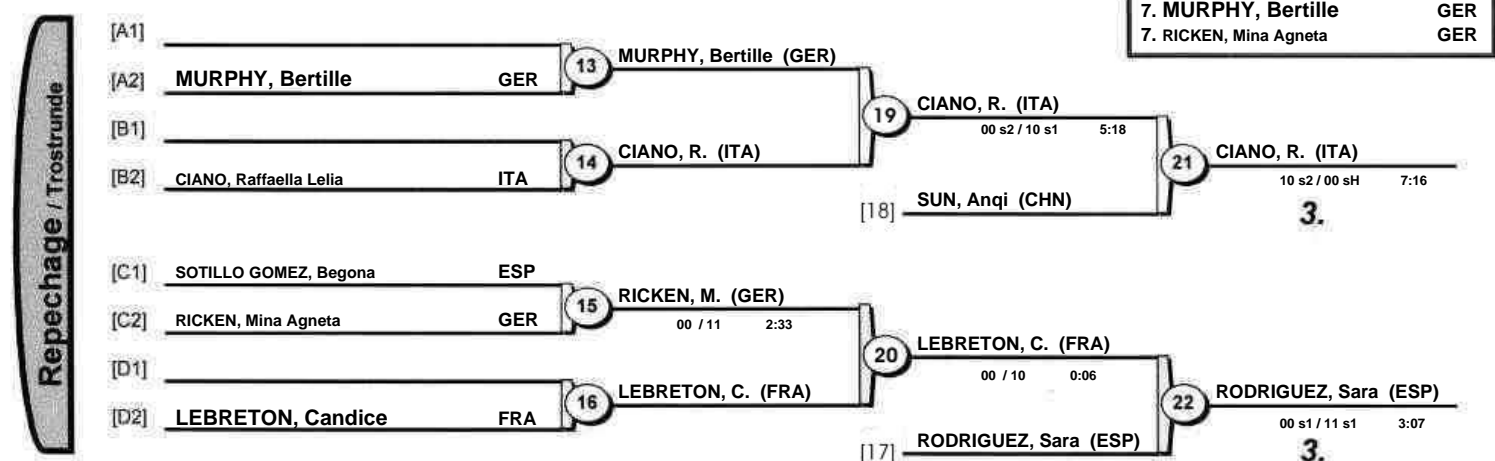 7. MURPHY, Bertille GER
7. RICKEN, Mina Agneta GER
Repechage / Trostrunde
[A1]
[A2] MURPHY, Bertille GER
13
MURPHY, Bertille (GER)
[B1]
[B2] CIANO, Raffaella Lelia ITA
14
CIANO, R. (ITA)
19
CIANO, R. (ITA)
00 s2 / 10 s1 5:18
[18] SUN, Anqi (CHN)
21
CIANO, R. (ITA)
10 s2 / 00 sH 7:16
3.
[C1] SOTILLO GOMEZ, Begona ESP
[C2] RICKEN, Mina Agneta GER
15
RICKEN, M. (GER)
00 / 11 2:33
[D1]
[D2] LEBRETON, Candice FRA
16
LEBRETON, C. (FRA)
20
LEBRETON, C. (FRA)
00 / 10 0:06
[17] RODRIGUEZ, Sara (ESP)
22
RODRIGUEZ, Sara (ESP)
00 s1 / 11 s1 3:07
3.